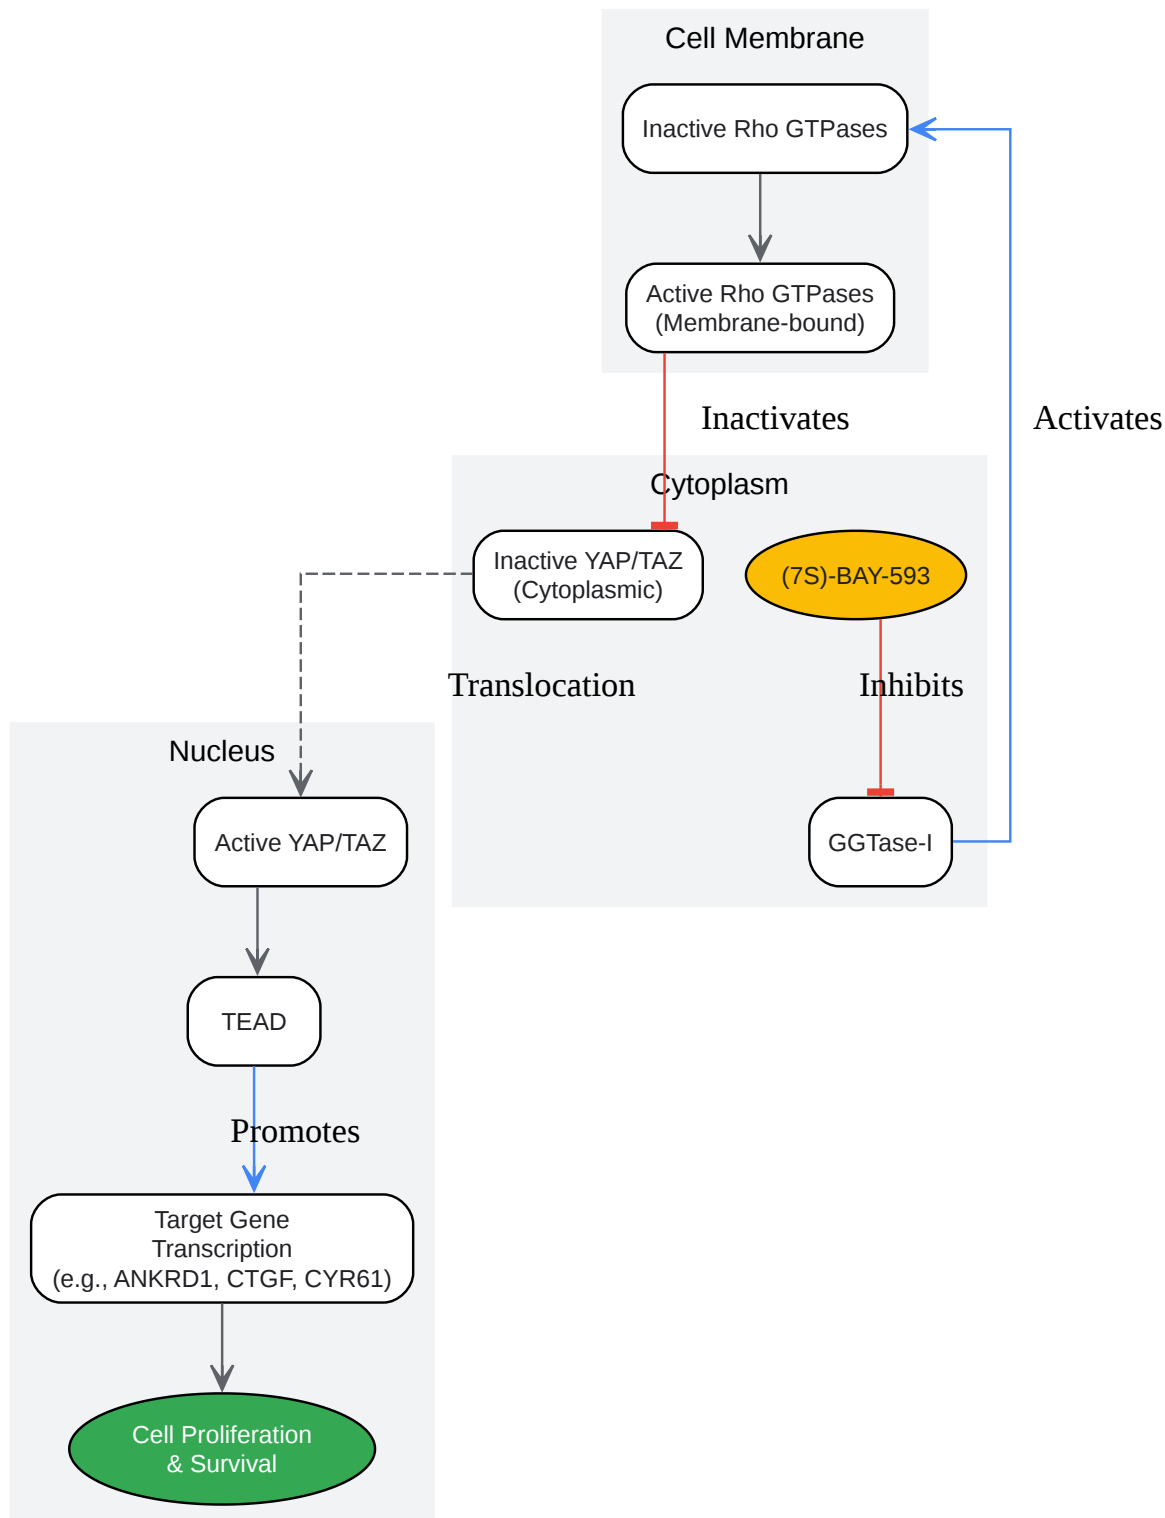 Cell Membrane
Inactive Rho GTPases
Active Rho GTPases
(Membrane-bound)
Inactivates
Activates
Cytoplasm
Inactive YAP/TAZ
(Cytoplasmic)
(7S)-BAY-593
Translocation
Inhibits
Nucleus
Active YAP/TAZ
GGTase-I
TEAD
Promotes
Target Gene
Transcription
(e.g., ANKRD1, CTGF, CYR61)
Cell Proliferation
& Survival